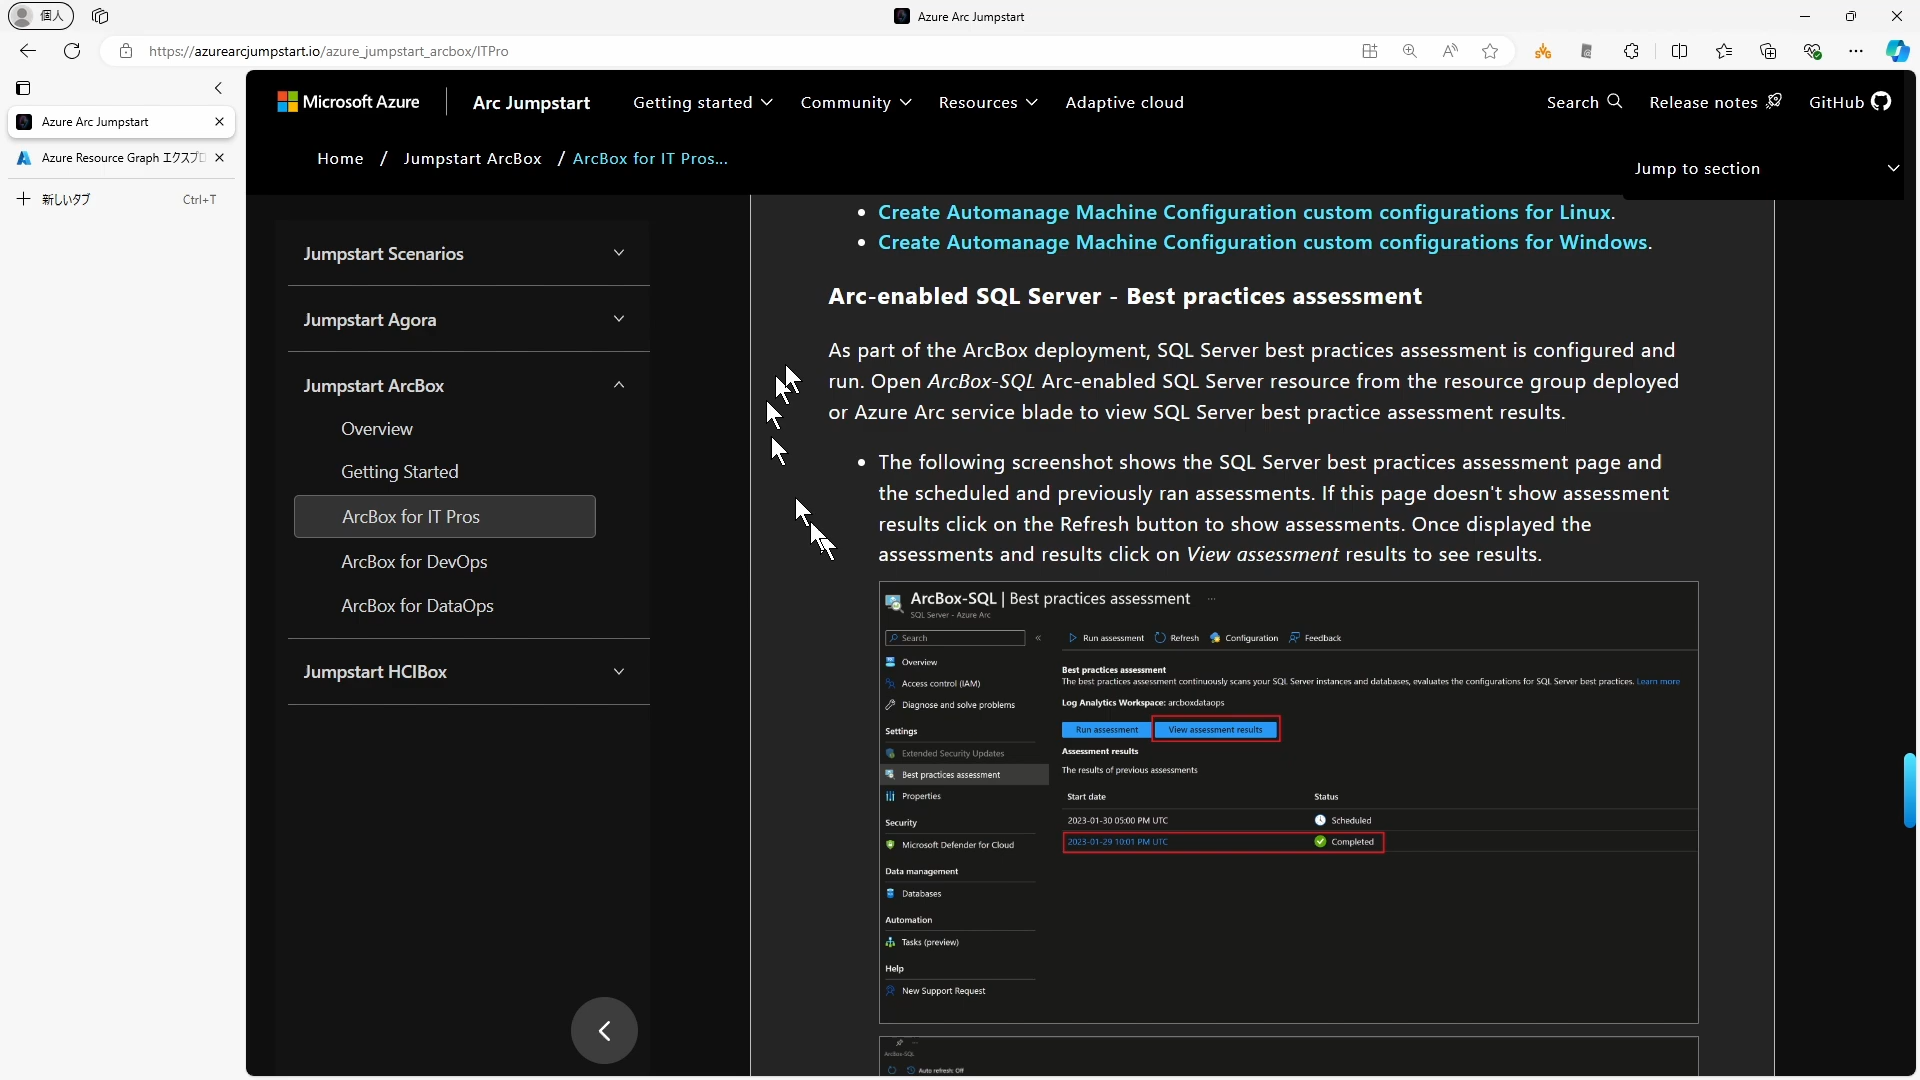 個人
Azure Arc Jumpstart
https://azurearcjumpstart.io/azure_jumpstart_arcbox/ITPro
Azure Arc Jumpstart
Azure Resource Graph エクスプロ
新しいタブ Ctrl+T
Microsoft Azure
Arc Jumpstart
Getting started
Community
Resources
Adaptive cloud
Search
Release notes
GitHub
Home / Jumpstart ArcBox / ArcBox for IT Pros...
Jump to section
Jumpstart Scenarios
Jumpstart Agora
Jumpstart ArcBox
Overview
Getting Started
ArcBox for IT Pros
ArcBox for DevOps
ArcBox for DataOps
Jumpstart HCIBox
• Create Automanage Machine Configuration custom configurations for Linux.
• Create Automanage Machine Configuration custom configurations for Windows.
Arc-enabled SQL Server - Best practices assessment
As part of the ArcBox deployment, SQL Server best practices assessment is configured and
run. Open ArcBox-SQL Arc-enabled SQL Server resource from the resource group deployed
or Azure Arc service blade to view SQL Server best practice assessment results.
• The following screenshot shows the SQL Server best practices assessment page and
the scheduled and previously ran assessments. If this page doesn't show assessment
results click on the Refresh button to show assessments. Once displayed the
assessments and results click on View assessment results to see results.
ArcBox-SQL | Best practices assessment ...
SQL Server - Azure Arc
Search
Overview
Access control (IAM)
Diagnose and solve problems
Settings
Extended Security Updates
Best practices assessment
Properties
Security
Microsoft Defender for Cloud
Data management
Databases
Automation
Tasks (preview)
Help
New Support Request
Run assessment Refresh Configuration Feedback
Best practices assessment
The best practices assessment continuously scans your SQL Server instances and databases, evaluates the configurations for SQL Server best practices. Learn more
Log Analytics Workspace: arcboxdataops
Run assessment View assessment results
Assessment results
The results of previous assessments
Start date Status
2023-01-30 05:00 PM UTC Scheduled
2023-01-29 10:01 PM UTC Completed
ArcBox-SQL
Auto refresh: Off